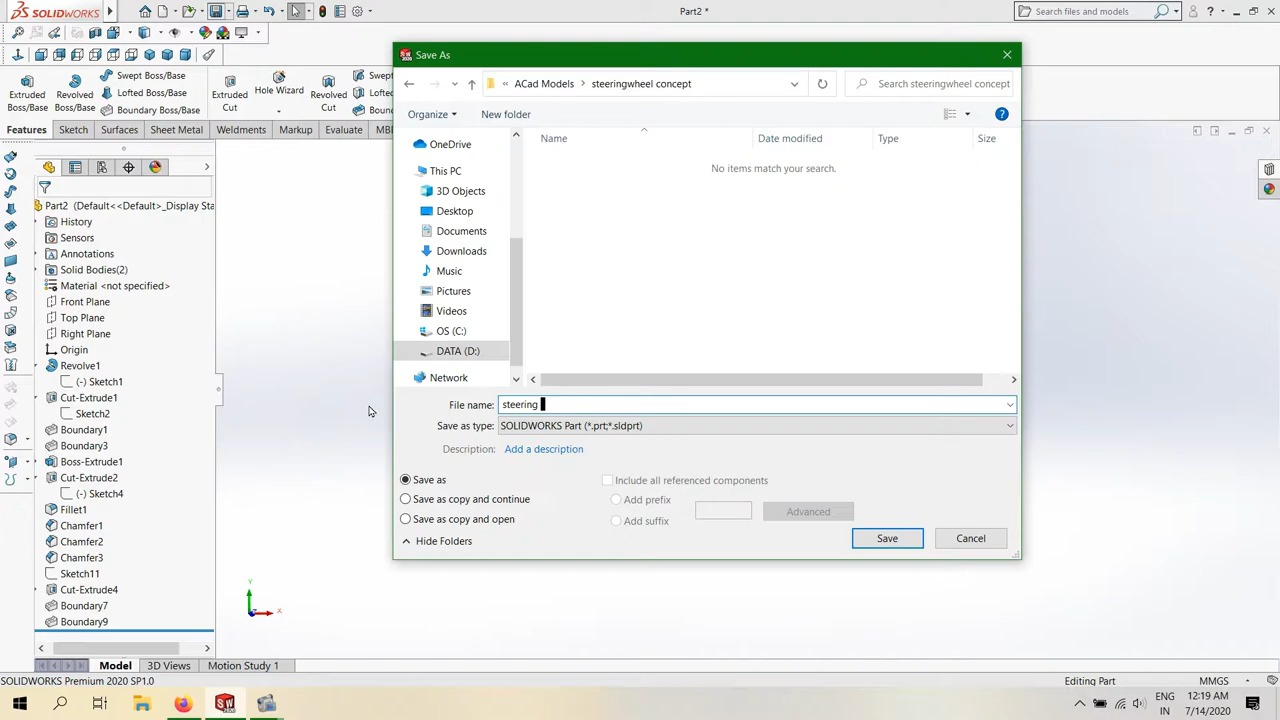 SOLIDWORKS
Part2 *
Search files and models
Extruded Boss/Base
Revolved Boss/Base
Swept Boss/Base
Lofted Boss/Base
Boundary Boss/Base
Extruded Cut
Hole Wizard
Revolved Cut
Features
Sketch
Surfaces
Sheet Metal
Weldments
Markup
Evaluate
Part2 (Default<<Default>_Display Sta
History
Sensors
Annotations
Solid Bodies(2)
Material <not specified>
Front Plane
Top Plane
Right Plane
Origin
Revolve1
(-) Sketch1
Cut-Extrude1
Sketch2
Boundary1
Boundary3
Boss-Extrude1
Cut-Extrude2
(-) Sketch4
Fillet1
Chamfer1
Chamfer2
Chamfer3
Sketch11
Cut-Extrude4
Boundary7
Boundary9
Save As
« ACad Models > steeringwheel concept
Search steeringwheel concept
Organize
New folder
Name
Date modified
Type
Size
No items match your search.
OneDrive
This PC
3D Objects
Desktop
Documents
Downloads
Music
Pictures
Videos
OS (C:)
DATA (D:)
Network
File name: steering
Save as type: SOLIDWORKS Part (*.prt;*.sldprt)
Description: Add a description
Save as
Save as copy and continue
Save as copy and open
Include all referenced components
Add prefix
Add suffix
Advanced
Hide Folders
Save
Cancel
Y
X
Model
3D Views
Motion Study 1
SOLIDWORKS Premium 2020 SP1.0
Editing Part
MMGS
ENG
IN
12:19 AM
7/14/2020